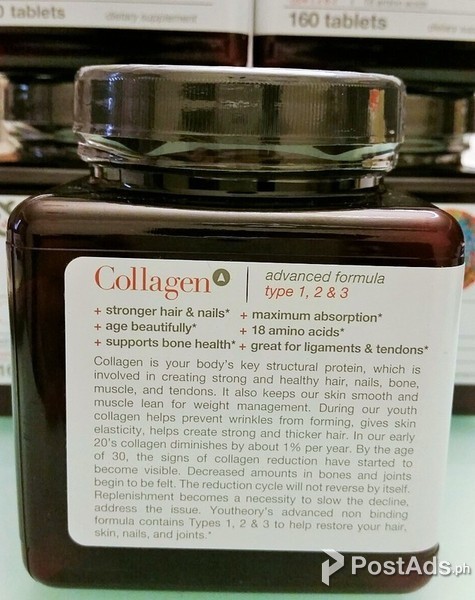 tablets
dietary supplement
160 tablets
Collagen A
advanced formula
type 1, 2 & 3
+ stronger hair & nails*
+ maximum absorption*
+ age beautifully*
+ 18 amino acids*
+ supports bone health*
+ great for ligaments & tendons*
Collagen is your body's key structural protein, which is
involved in creating strong and healthy hair, nails, bone,
muscle, and tendons. It also keeps our skin smooth and
muscle lean for weight management. During our youth
collagen helps prevent wrinkles from forming, gives skin
elasticity, helps create strong and thicker hair. In our early
20's collagen diminishes by about 1% per year. By the age
of 30, the signs of collagen reduction have started to
become visible. Decreased amounts in bones and joints
begin to be felt. The reduction cycle will not reverse by itself.
Replenishment becomes a necessity to slow the decline,
address the issue. Youtheory's advanced non binding
formula contains Types 1, 2 & 3 to help restore your hair,
skin, nails, and joints.*
PostAds.ph